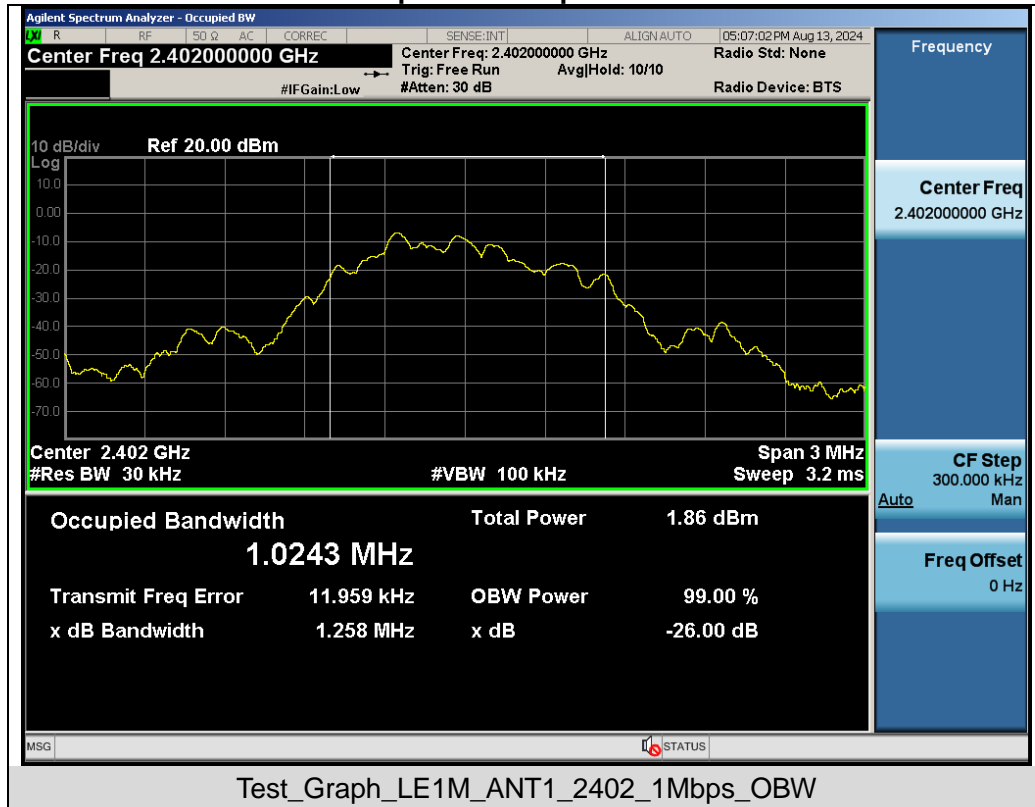 Agilent Spectrum Analyzer - Occupied BW
LXI R RF 50 Ω AC CORREC SENSE:INT ALIGN AUTO 05:07:02 PM Aug 13, 2024
Center Freq 2.402000000 GHz
Center Freq: 2.402000000 GHz Radio Std: None
Trig: Free Run Avg|Hold: 10/10
#IFGain:Low #Atten: 30 dB Radio Device: BTS
10 dB/div Ref 20.00 dBm
Log
10.0
0.00
-10.0
-20.0
-30.0
-40.0
-50.0
-60.0
-70.0
Center 2.402 GHz Span 3 MHz
#Res BW 30 kHz #VBW 100 kHz Sweep 3.2 ms
Occupied Bandwidth Total Power 1.86 dBm
1.0243 MHz
Transmit Freq Error 11.959 kHz OBW Power 99.00 %
x dB Bandwidth 1.258 MHz x dB -26.00 dB
Frequency
Center Freq
2.402000000 GHz
CF Step
300.000 kHz
Auto Man
Freq Offset
0 Hz
MSG STATUS
Test_Graph_LE1M_ANT1_2402_1Mbps_OBW